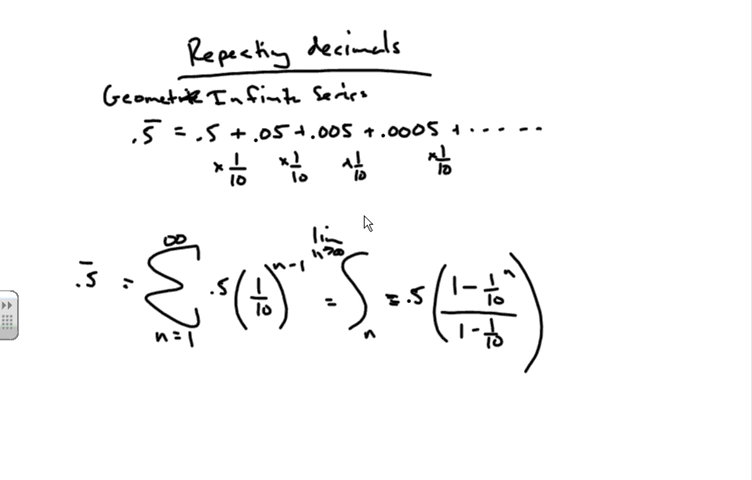 Repeating decimals
Geometric Infinite Series
.5̅ = .5 + .05 + .005 + .0005 + ......
× 1/10 × 1/10 × 1/10 × 1/10
.5̅ = ∑_{n=1}^{∞} .5 (1/10)^{n-1} = lim_{n→∞} S_n = .5 ((1 - 1/10^n)/(1 - 1/10))